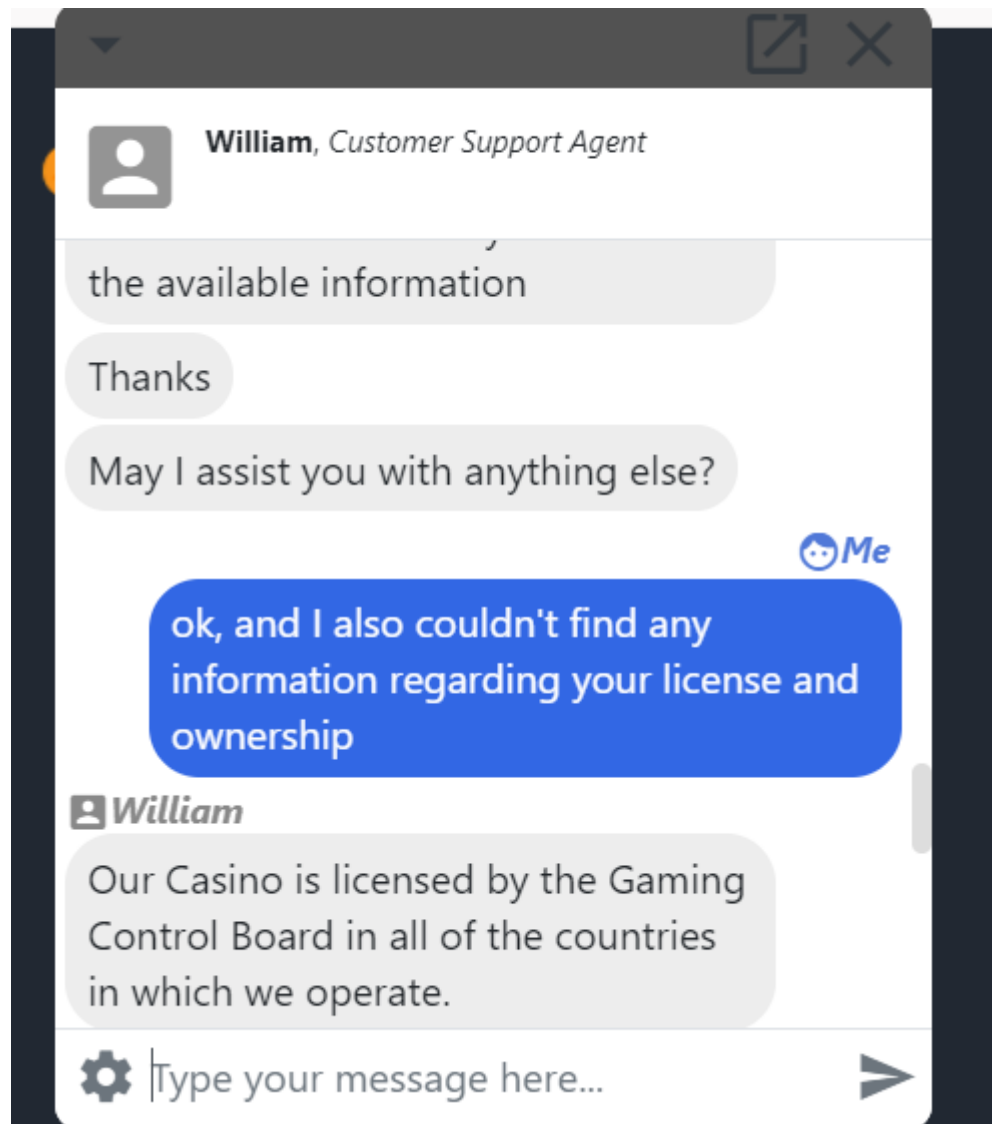 William, Customer Support Agent
the available information
Thanks
May I assist you with anything else?
Me
ok, and I also couldn't find any
information regarding your license and
ownership
William
Our Casino is licensed by the Gaming
Control Board in all of the countries
in which we operate.
Type your message here...